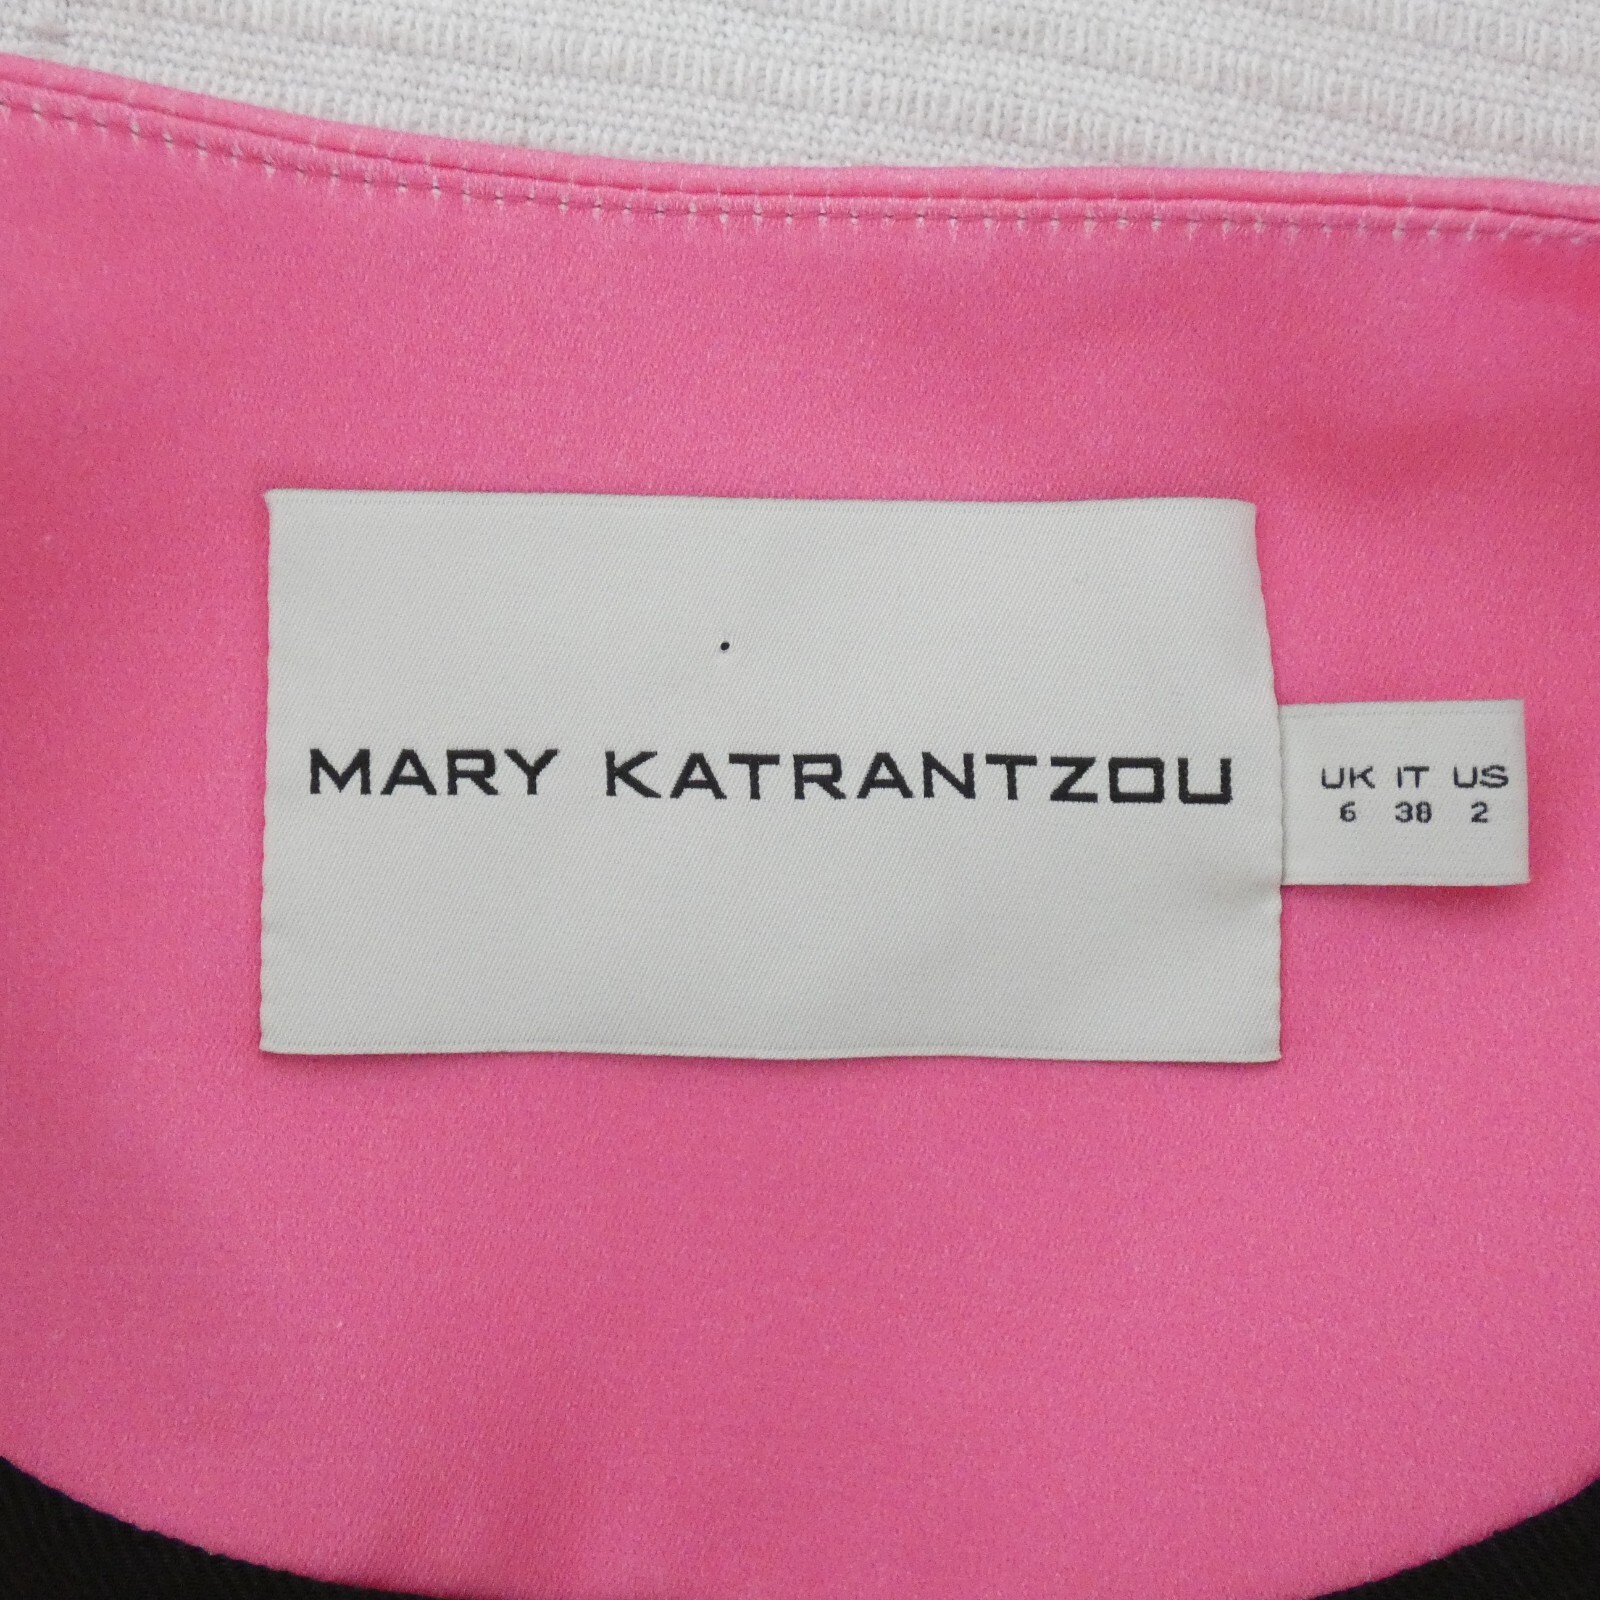 MARY KATRANTZOU
UK IT US
6 38 2